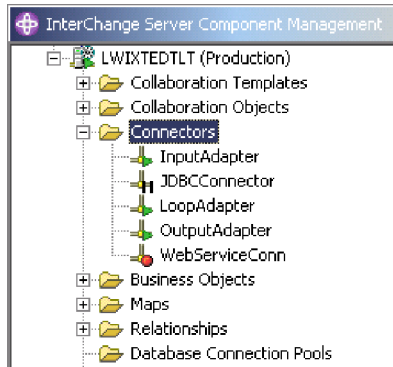 InterChange Server Component Management
LWIXTEDTLT (Production)
Collaboration Templates
Collaboration Objects
Connectors
InputAdapter
JDBCConnector
LoopAdapter
OutputAdapter
WebServiceConn
Business Objects
Maps
Relationships
Database Connection Pools